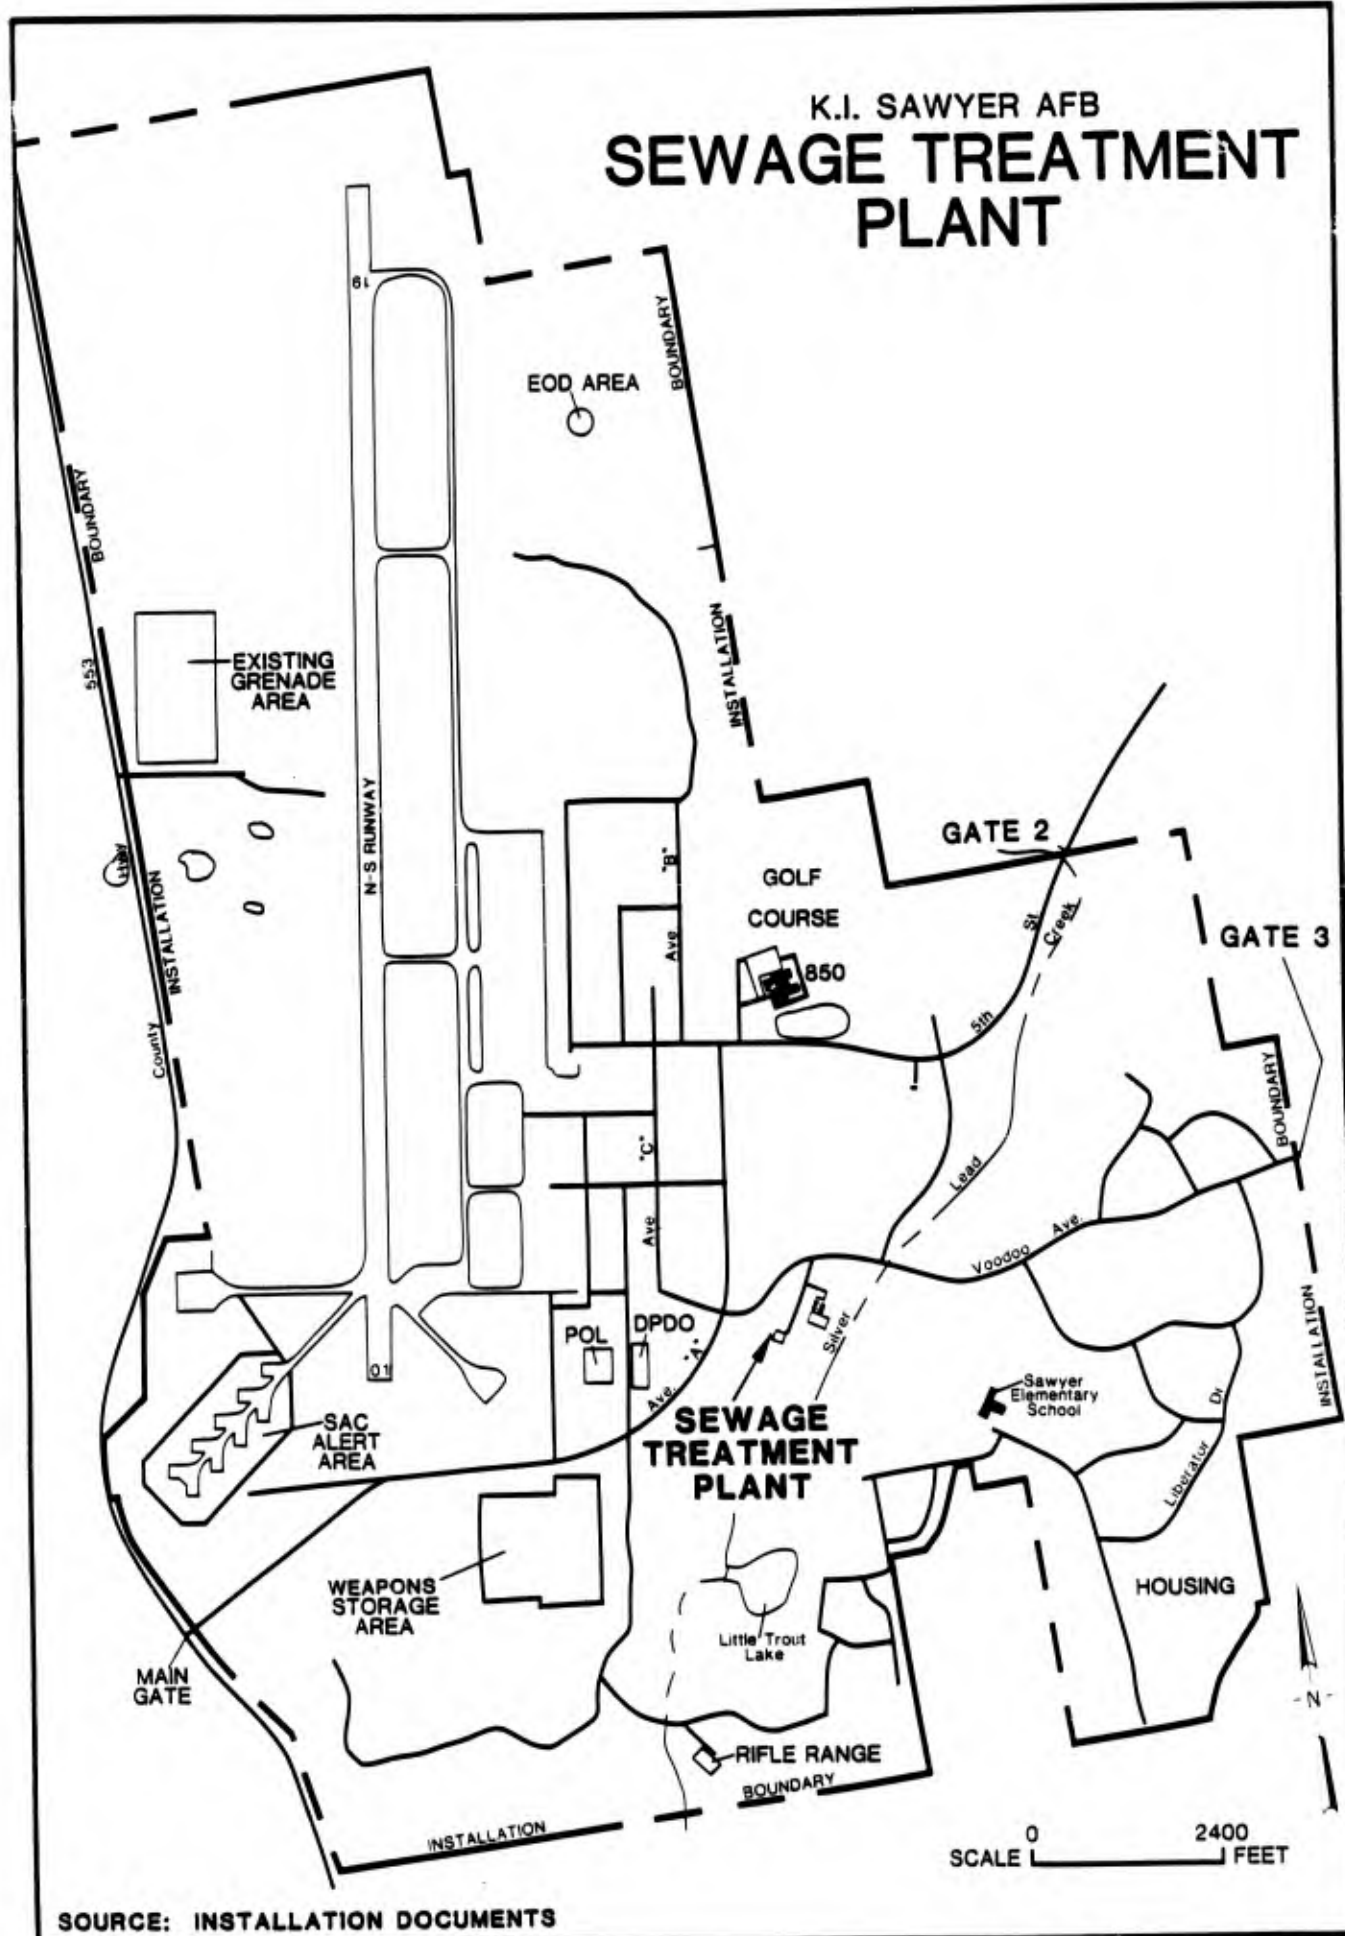 K.I. SAWYER AFB
SEWAGE TREATMENT
PLANT
19
EOD AREA
BOUNDARY
BOUNDARY
553
EXISTING
GRENADE
AREA
INSTALLATION
N-S RUNWAY
Hwy
INSTALLATION
County
"B"
Ave
GOLF
COURSE
850
GATE 2
St
Creek
GATE 3
5th
BOUNDARY
"C"
Ave
Lead
Voodoo Ave.
INSTALLATION
POL
DPDO
"A"
Ave.
Silver
01
SAC
ALERT
AREA
SEWAGE
TREATMENT
PLANT
Sawyer
Elementary
School
Dr
Liberator
WEAPONS
STORAGE
AREA
Little Trout
Lake
HOUSING
MAIN
GATE
- N -
RIFLE RANGE
BOUNDARY
INSTALLATION
0 2400
SCALE FEET
SOURCE: INSTALLATION DOCUMENTS